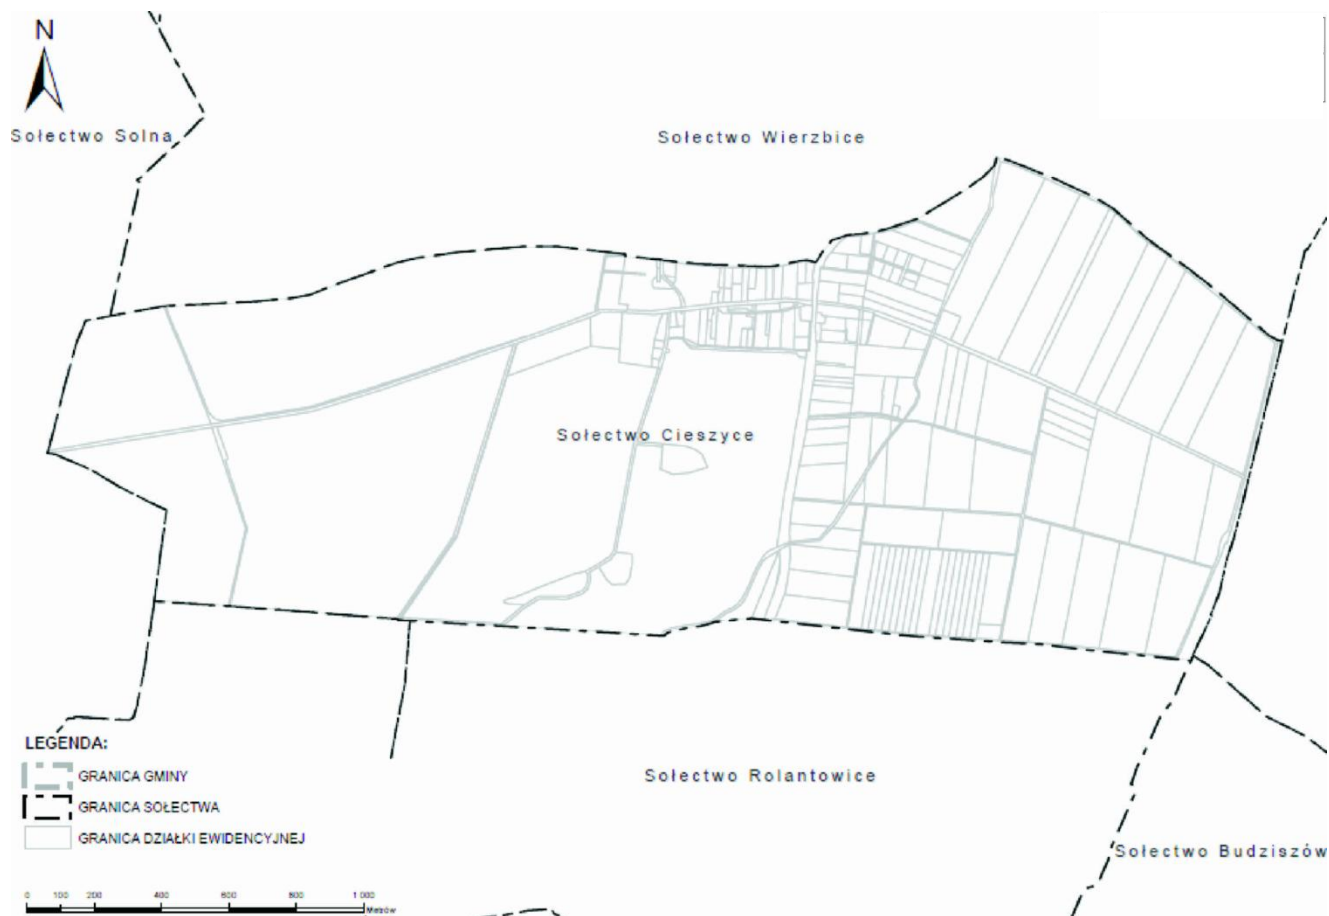 N
Sołectwo Solna
Sołectwo Wierzbice
Sołectwo Cieszyce
LEGENDA:
GRANICA GMINY
GRANICA SOŁECTWA
GRANICA DZIAŁKI EWIDENCYJNEJ
Sołectwo Rolantowice
Sołectwo Budziszów
0 100 200 400 600 800 1 000
Metrów